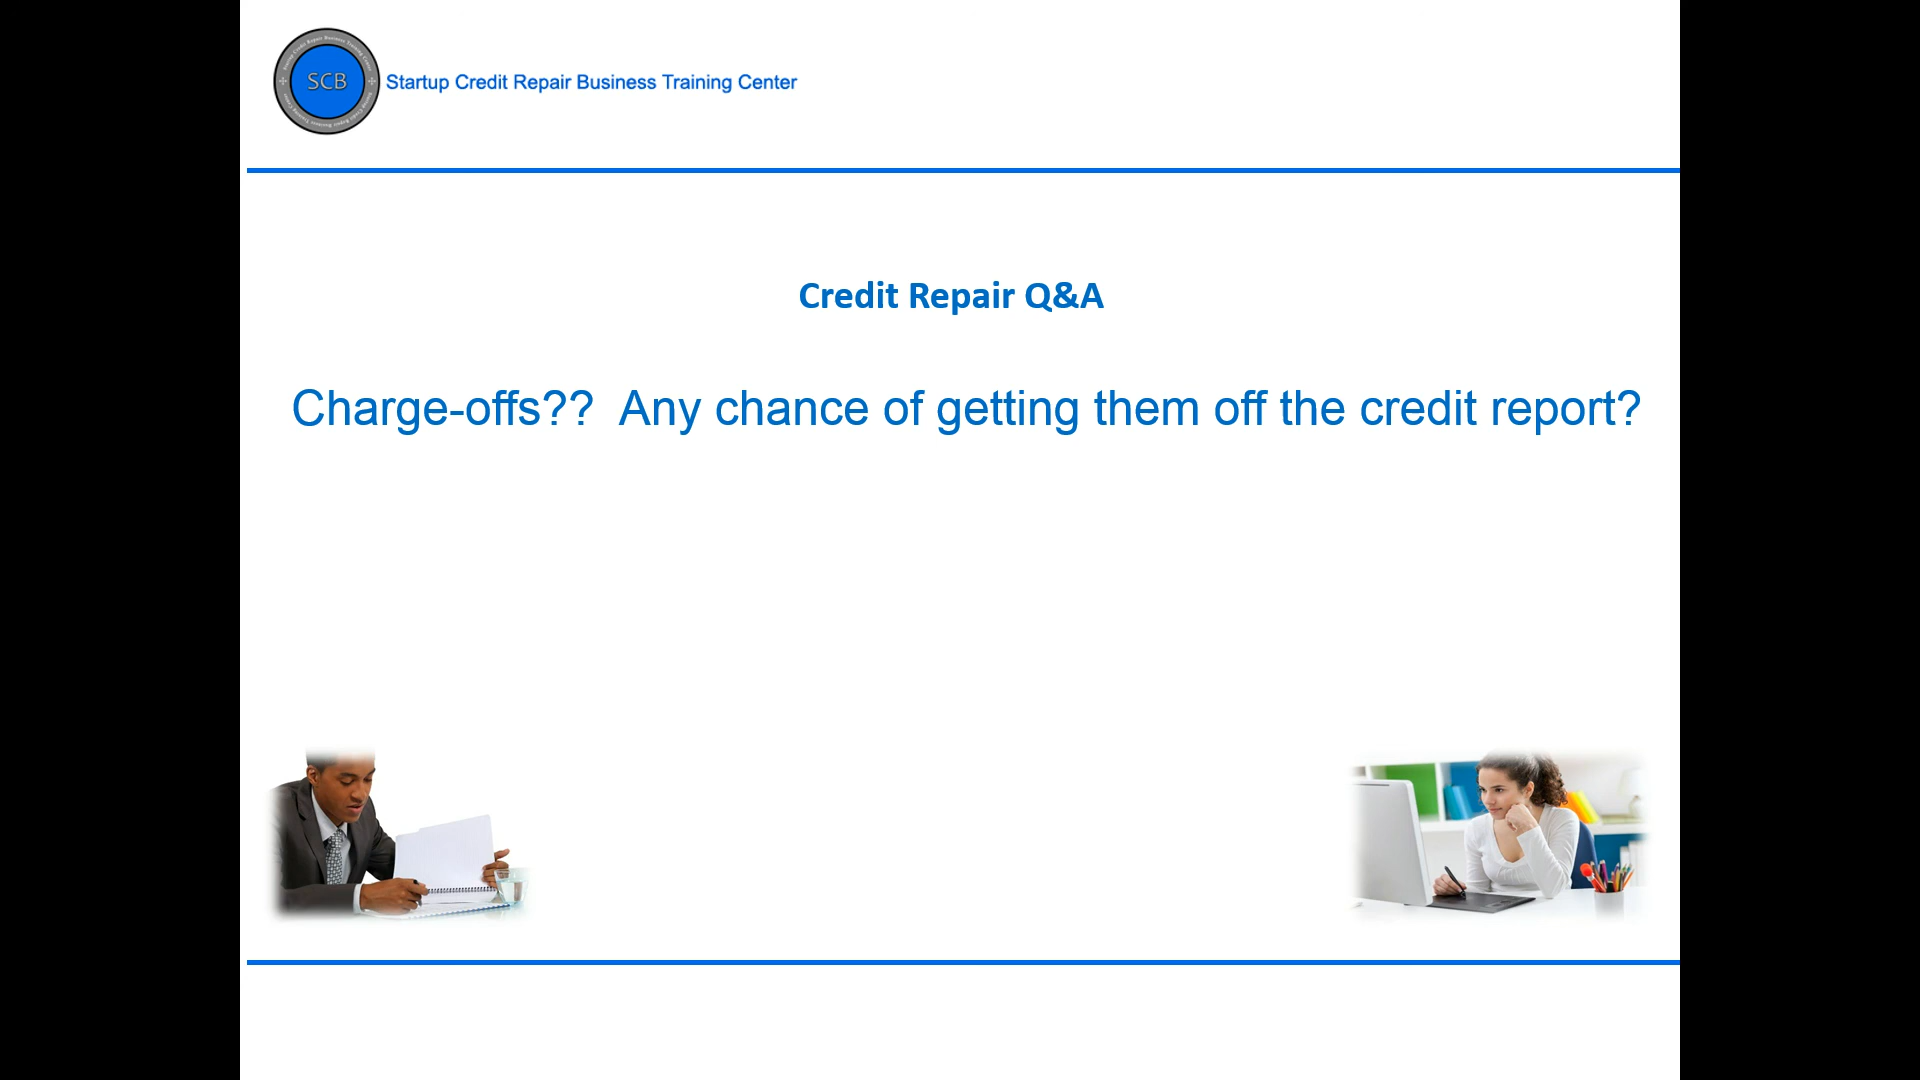 SCB
Startup Credit Repair Business Training Center
Credit Repair Q&A
Charge-offs??  Any chance of getting them off the credit report?